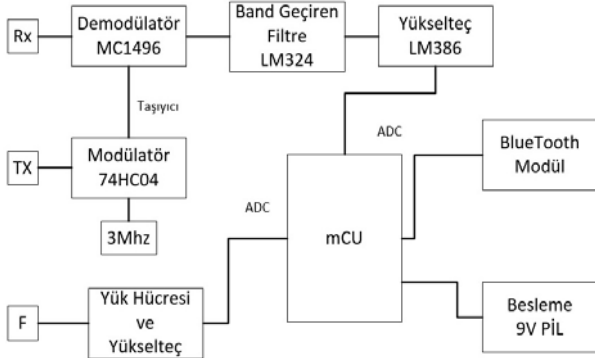 Rx
Demodülatör
MC1496
Band Geçiren
Filtre
LM324
Yükselteç
LM386
Taşıyıcı
ADC
TX
Modülatör
74HC04
BlueTooth
Modül
3Mhz
ADC
mCU
F
Yük Hücresi
ve
Yükselteç
Besleme
9V PİL